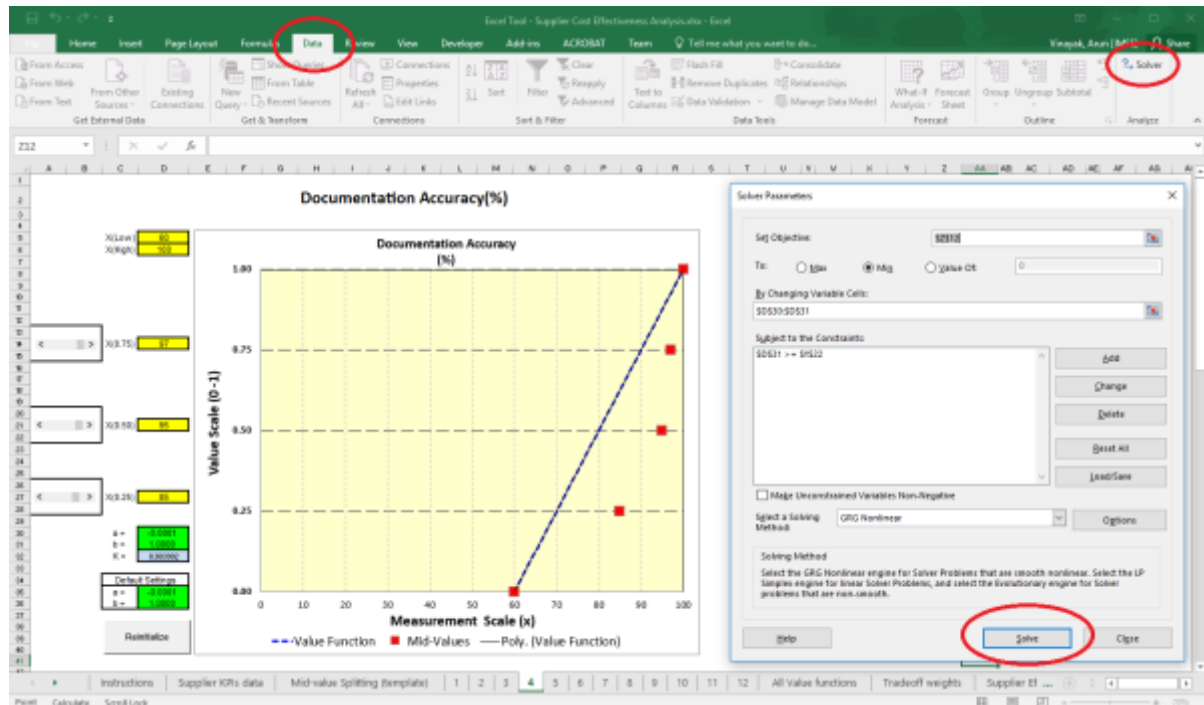 Excel Tool - Supplier Cost Effectiveness Analysis.xlsx - Excel
File Home Insert Page Layout Formulas Data Review View Developer Add-ins ACROBAT Team Tell me what you want to do... Share
From Access
From Web
From Text
From Other Sources
Existing Connections
Get External Data
New Query
Show Queries
From Table
Recent Sources
Get & Transform
Refresh All
Connections
Properties
Edit Links
Connections
Sort
Filter
Clear
Reapply
Advanced
Sort & Filter
Text to Columns
Flash Fill
Remove Duplicates
Data Validation
Consolidate
Relationships
Manage Data Model
Data Tools
What-If Analysis
Forecast Sheet
Forecast
Group Ungroup Subtotal
Outline
Solver
Analyze
Z12
Documentation Accuracy(%)
X(Low)
X(High) 100
X(0.75) 97
X(0.50) 95
X(0.25) 85
a = -0.0001
b = 1.0000
K =
Default Settings
a = -0.0001
b = 1.0000
Reinitialize
Documentation Accuracy
(%)
Value Scale (0-1)
1.00
0.75
0.50
0.25
0.00
0 10 20 30 40 50 60 70 80 90 100
Measurement Scale (x)
Value Function Mid-Values Poly. (Value Function)
Solver Parameters
Set Objective: $Z$12
To: Max Min Value Of: 0
By Changing Variable Cells:
$D$30:$D$31
Subject to the Constraints:
Add
Change
Delete
Reset All
Load/Save
Make Unconstrained Variables Non-Negative
Select a Solving Method: GRG Nonlinear
Options
Solving Method
Select the GRG Nonlinear engine for Solver Problems that are smooth nonlinear. Select the LP
Simplex engine for linear Solver Problems, and select the Evolutionary engine for Solver
problems that are non-smooth.
Help Solve Close
Instructions Supplier KPIs data Mid-value Splitting (template) 1 2 3 4 5 6 7 8 9 10 11 12 All Value functions Tradeoff weights Supplier Ef ...
Point Calculate Scroll Lock